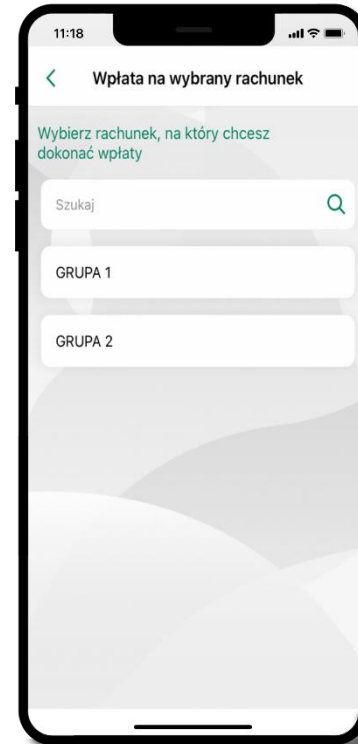 11:18
Wpłata na wybrany rachunek
Wybierz rachunek, na który chcesz
dokonać wpłaty
Szukaj
GRUPA 1
GRUPA 2